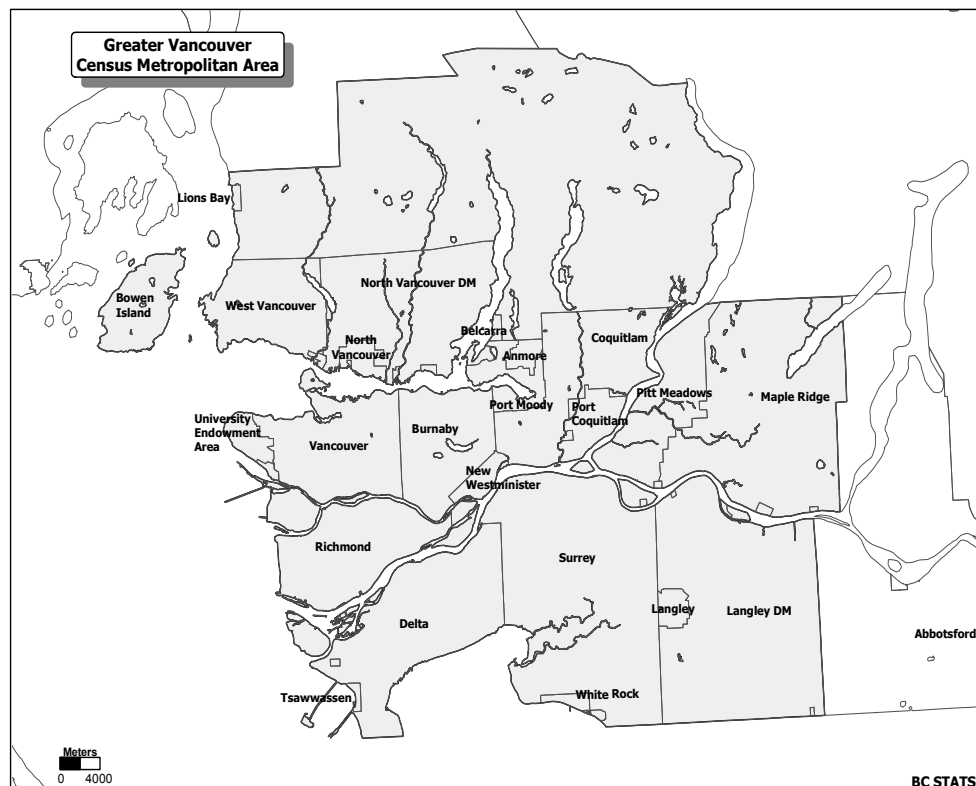 Greater Vancouver
Census Metropolitan Area
Lions Bay
Bowen
Island
West Vancouver
North Vancouver DM
North
Vancouver
Belcarra
Anmore
Coquitlam
Port Moody
Port
Coquitlam
Pitt Meadows
Maple Ridge
University
Endowment
Area
Vancouver
Burnaby
New
Westminister
Richmond
Surrey
Delta
Langley
Langley DM
Abbotsford
Tsawwassen
White Rock
Meters
0 4000
BC STATS